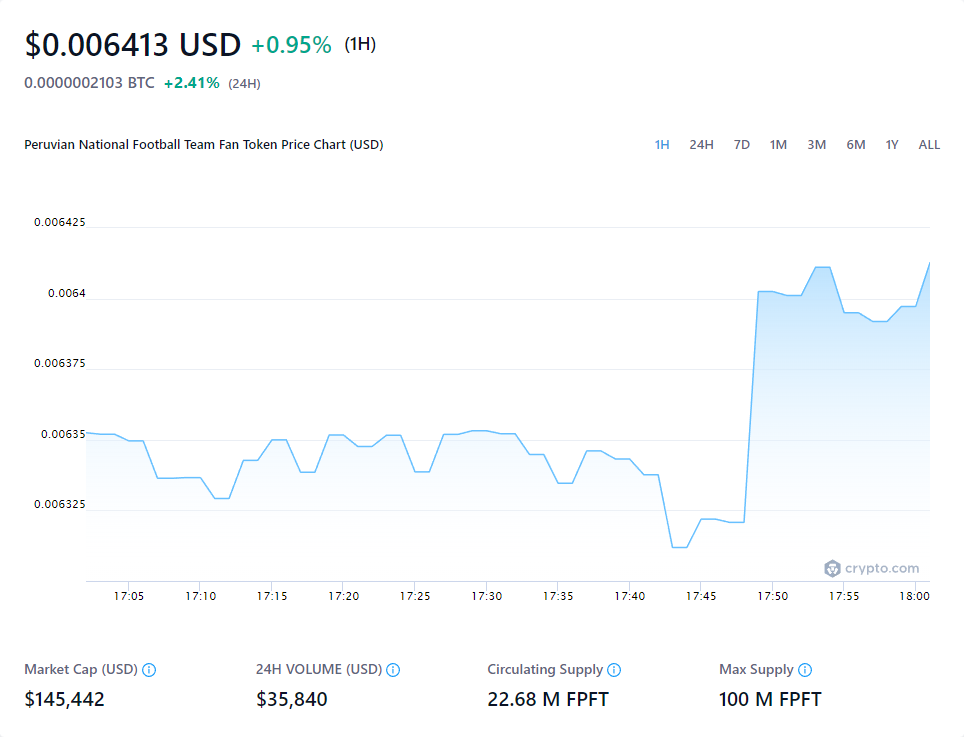 $0.006413 USD +0.95% (1H)
0.0000002103 BTC +2.41% (24H)
Peruvian National Football Team Fan Token Price Chart (USD)
1H 24H 7D 1M 3M 6M 1Y ALL
0.006425
0.0064
0.006375
0.00635
0.006325
crypto.com
17:05 17:10 17:15 17:20 17:25 17:30 17:35 17:40 17:45 17:50 17:55 18:00
Market Cap (USD) 24H VOLUME (USD) Circulating Supply Max Supply
$145,442 $35,840 22.68 M FPFT 100 M FPFT